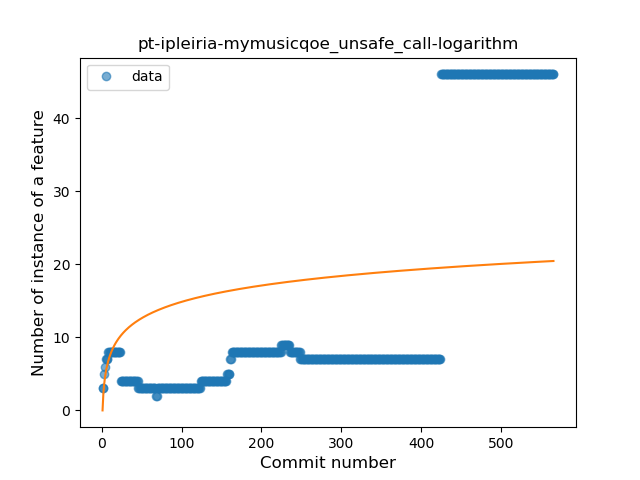 pt-ipleiria-mymusicqoe_unsafe_call-logarithm
data
Number of instance of a feature
40
30
20
10
0
0 100 200 300 400 500
Commit number